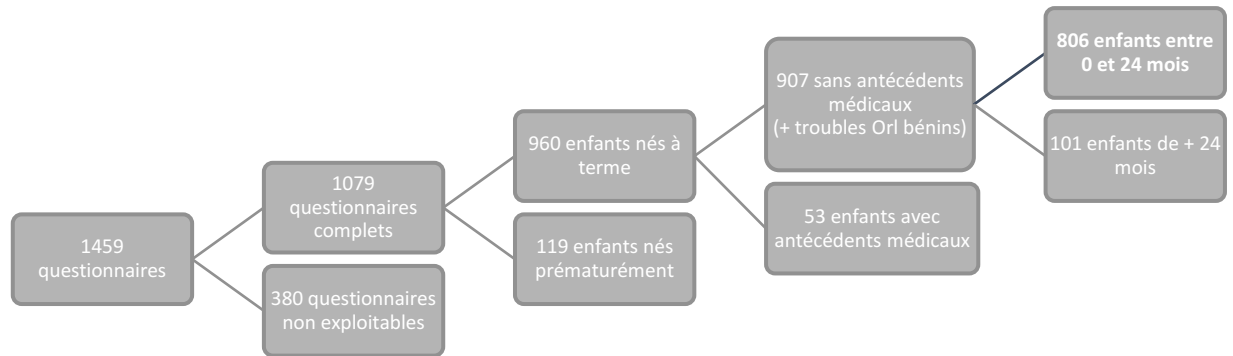 1459
questionnaires
1079
questionnaires
complets
380 questionnaires
non exploitables
960 enfants nés à
terme
119 enfants nés
prématurément
907 sans antécédents
médicaux
(+ troubles Orl bénins)
53 enfants avec
antécédents médicaux
806 enfants entre
0 et 24 mois
101 enfants de + 24
mois